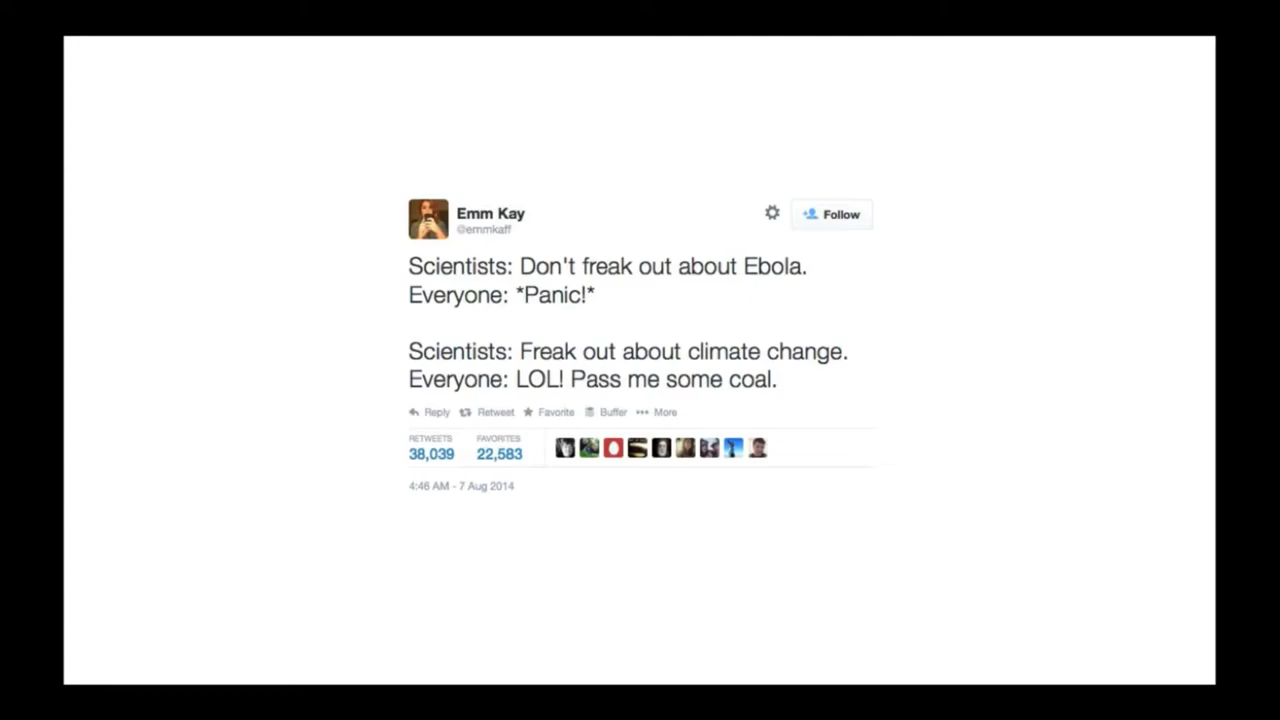 Emm Kay
@emmkaff
Follow
Scientists: Don't freak out about Ebola.
Everyone: *Panic!*
Scientists: Freak out about climate change.
Everyone: LOL! Pass me some coal.
Reply Retweet Favorite Buffer More
RETWEETS FAVORITES
38,039 22,583
4:46 AM - 7 Aug 2014